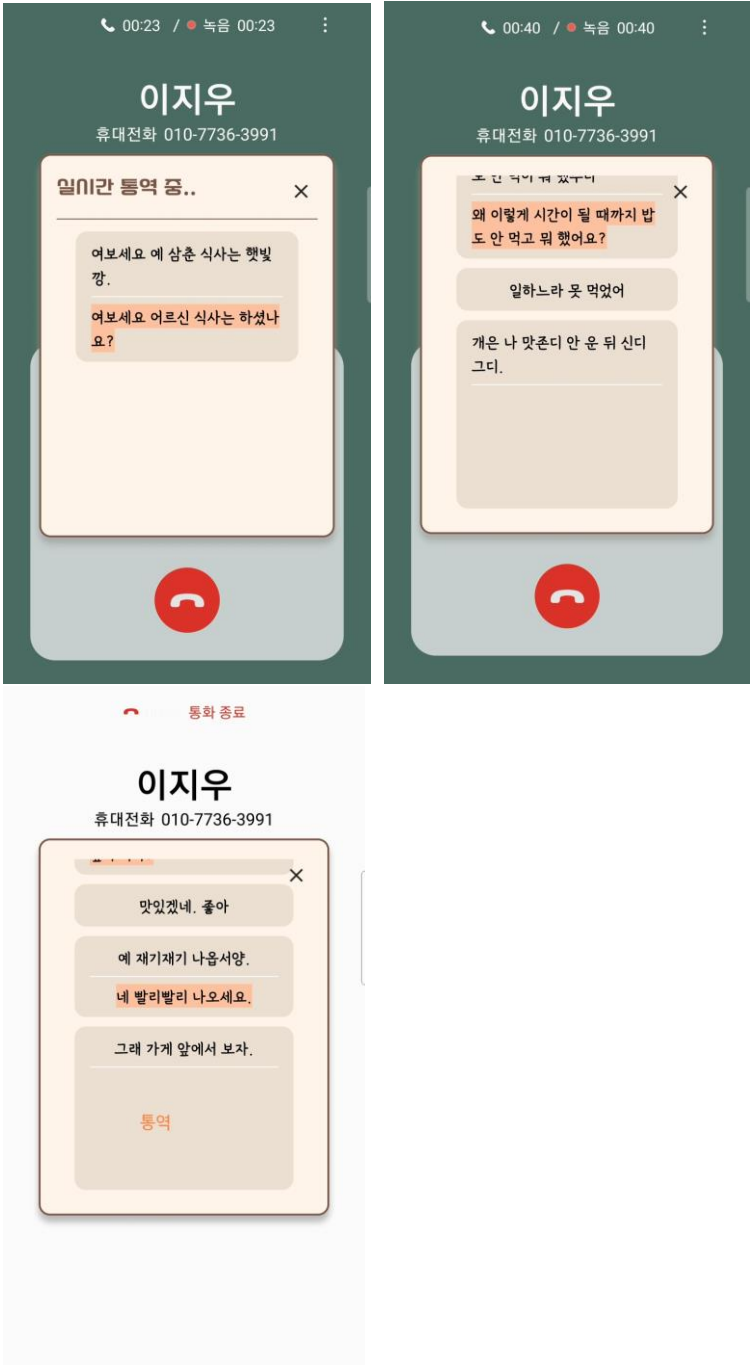 00:23 / 녹음 00:23
이지우
휴대전화 010-7736-3991
실시간 통역 중..
여보세요 예 삼춘 식사는 햇빛
깡.
여보세요 어르신 식사는 하셨나
요?
00:40 / 녹음 00:40
이지우
휴대전화 010-7736-3991
왜 이렇게 시간이 될 때까지 밥
도 안 먹고 뭐 했어요?
일하느라 못 먹었어
개은 나 맛존디 안 운 뒤 신디
그디.
통화 종료
이지우
휴대전화 010-7736-3991
맛있겠네. 좋아
예 재기재기 나옵서양.
네 빨리빨리 나오세요.
그래 가게 앞에서 보자.
통역